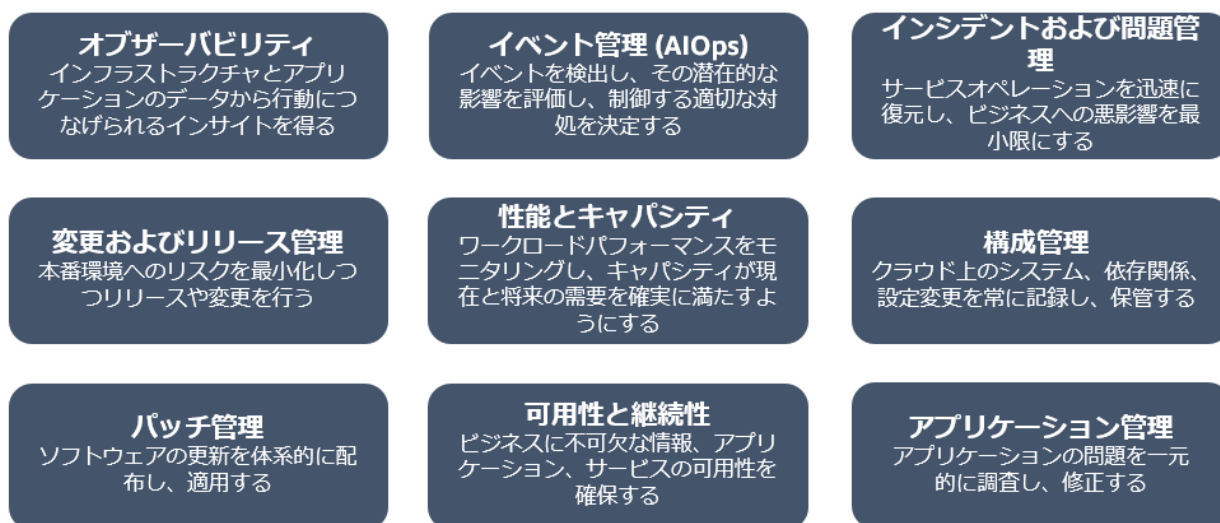 オブザーバビリティ
インフラストラクチャとアプリ
ケーションのデータから行動につ
なげられるインサイトを得る
イベント管理 (AIOps)
イベントを検出し、その潜在的な
影響を評価し、制御する適切な対
処を決定する
インシデントおよび問題管
理
サービスオペレーションを迅速に
復元し、ビジネスへの悪影響を最
小限にする
変更およびリリース管理
本番環境へのリスクを最小化しつ
つリリースや変更を行う
性能とキャパシティ
ワークロードパフォーマンスをモ
ニタリングし、キャパシティが現
在と将来の需要を確実に満たすよ
うにする
構成管理
クラウド上のシステム、依存関係、
設定変更を常に記録し、保管する
パッチ管理
ソフトウェアの更新を体系的に配
布し、適用する
可用性と継続性
ビジネスに不可欠な情報、アプリ
ケーション、サービスの可用性を
確保する
アプリケーション管理
アプリケーションの問題を一元
的に調査し、修正する